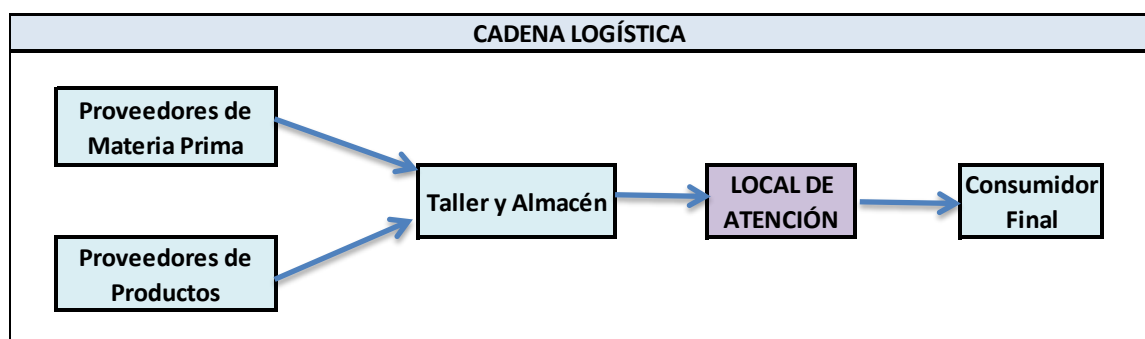 CADENA LOGÍSTICA
Proveedores de
Materia Prima
Proveedores de
Productos
Taller y Almacén
LOCAL DE
ATENCIÓN
Consumidor
Final